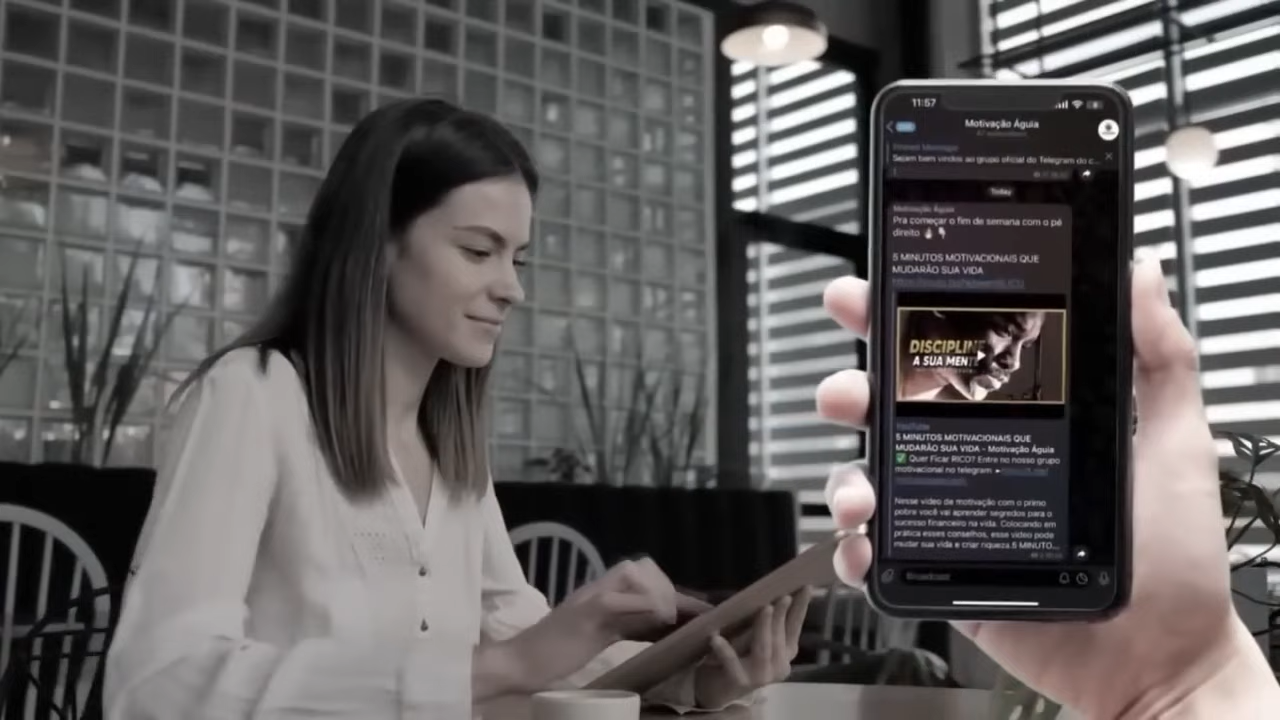 11:57
Motivação Águia
Pinned Message
Sejam bem vindos ao grupo oficial do Telegram do c...
Today
Motivação Águia
Pra começar o fim de semana com o pé
direito 🔥👇
5 MINUTOS MOTIVACIONAIS QUE
MUDARÃO SUA VIDA
DISCIPLINE
A SUA MENTE
YouTube
5 MINUTOS MOTIVACIONAIS QUE
MUDARÃO SUA VIDA - Motivação Águia
✅ Quer Ficar RICO? Entre no nosso grupo
motivacional no telegram
Nesse vídeo de motivação com o primo
pobre você vai aprender segredos para o
sucesso financeiro na vida. Colocando em
prática esses conselhos, esse vídeo pode
mudar sua vida e criar riqueza.5 MINUTO...
Broadcast